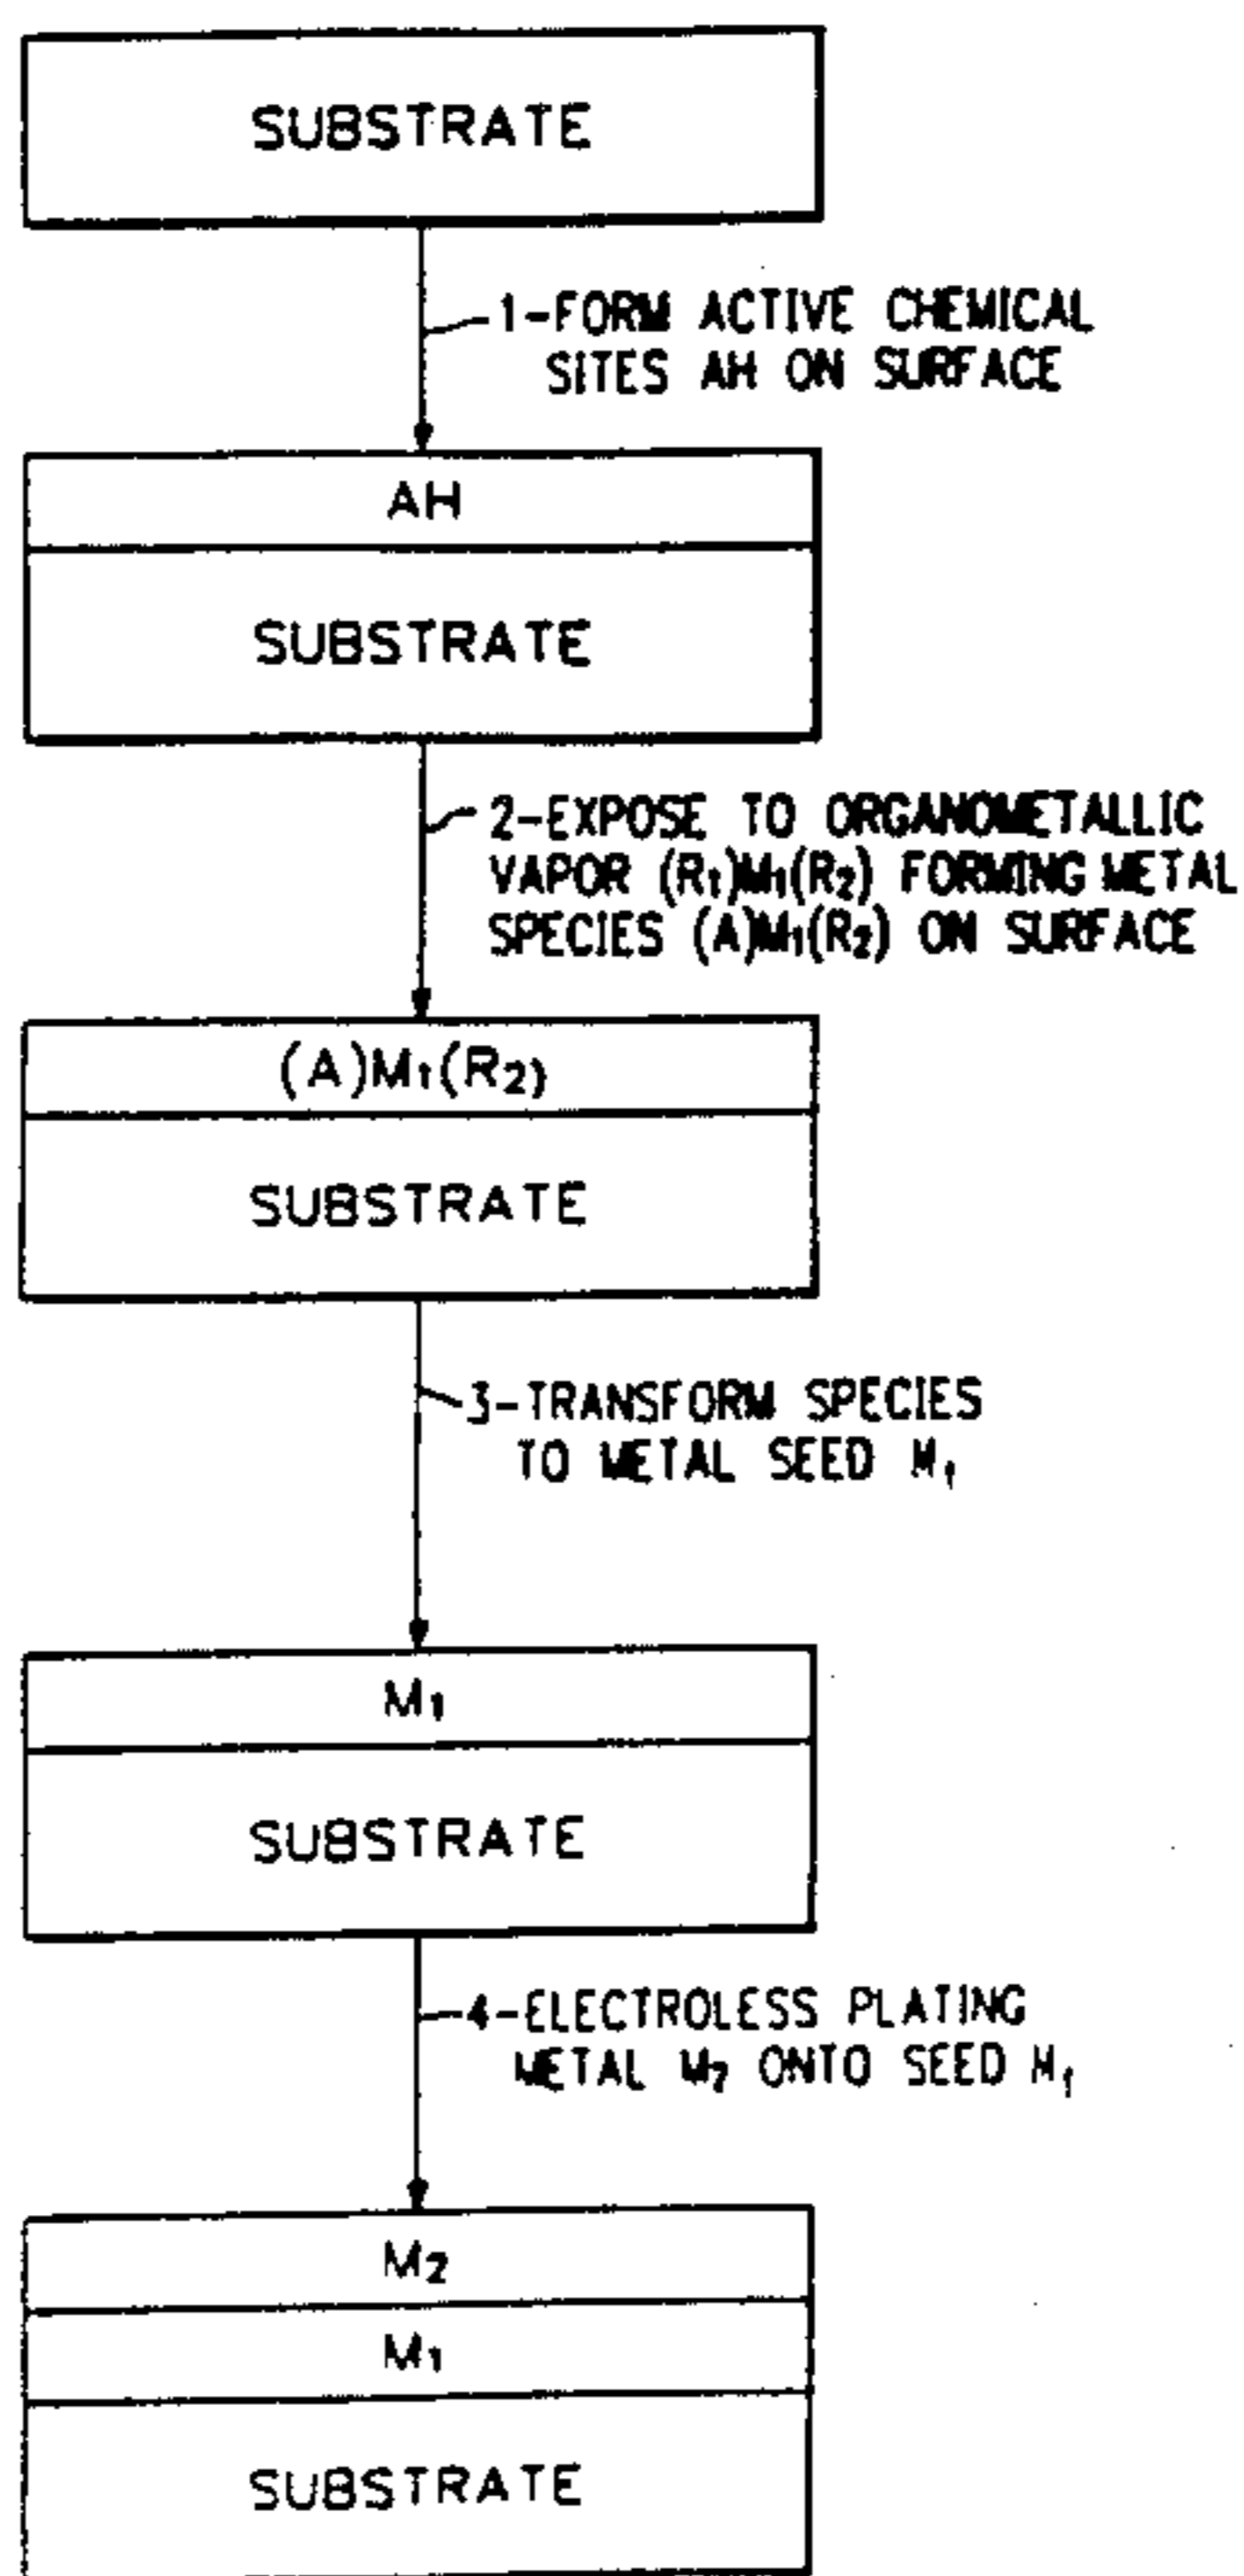 SUBSTRATE
1-FORM ACTIVE CHEMICAL
SITES AH ON SURFACE
AH
SUBSTRATE
2-EXPOSE TO ORGANOMETALLIC
VAPOR (R₁)M₁(R₂) FORMING METAL
SPECIES (A)M₁(R₂) ON SURFACE
(A)M₁(R₂)
SUBSTRATE
3-TRANSFORM SPECIES
TO METAL SEED M₁
M₁
SUBSTRATE
4-ELECTROLESS PLATING
METAL M₂ ONTO SEED M₁
M₂
M₁
SUBSTRATE